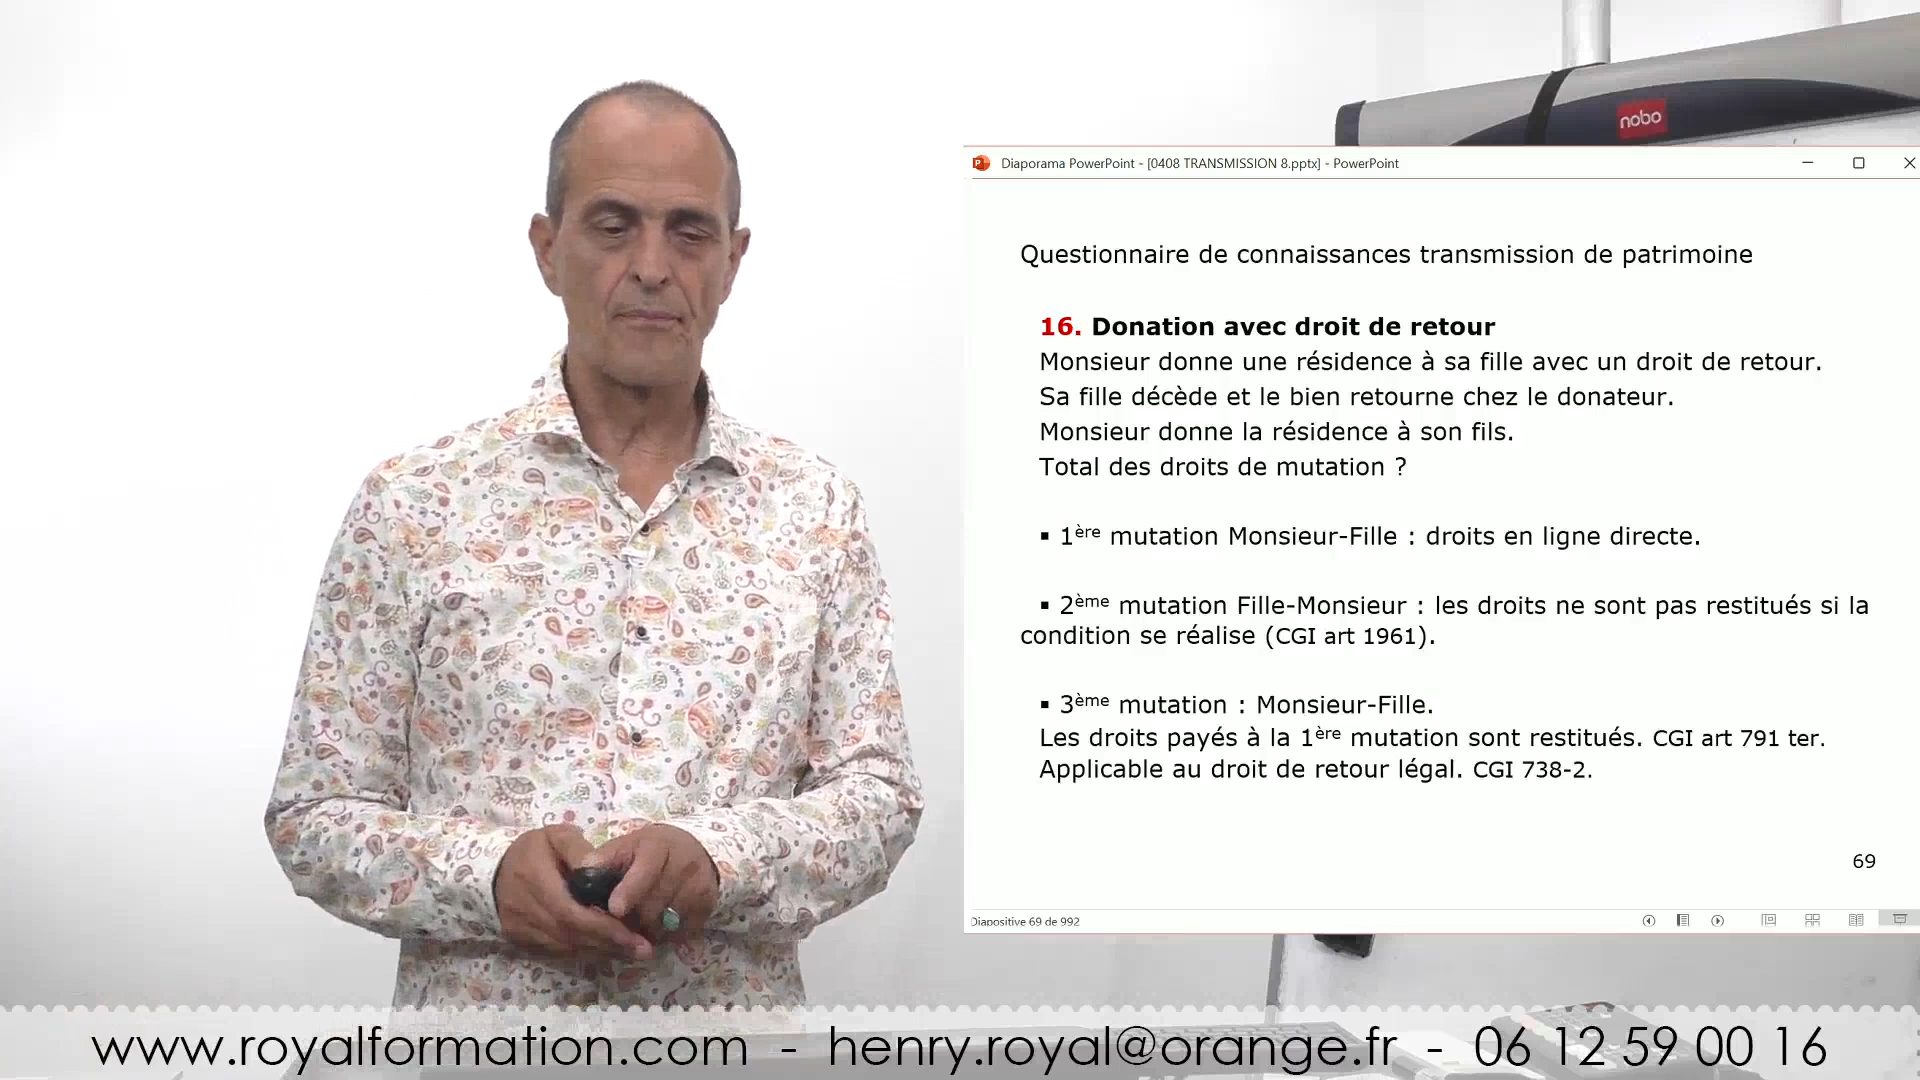 nobo
Diaporama PowerPoint - [0408 TRANSMISSION 8.pptx] - PowerPoint
Questionnaire de connaissances transmission de patrimoine
16. Donation avec droit de retour
Monsieur donne une résidence à sa fille avec un droit de retour.
Sa fille décède et le bien retourne chez le donateur.
Monsieur donne la résidence à son fils.
Total des droits de mutation ?
▪ 1ère mutation Monsieur-Fille : droits en ligne directe.
▪ 2ème mutation Fille-Monsieur : les droits ne sont pas restitués si la
condition se réalise (CGI art 1961).
▪ 3ème mutation : Monsieur-Fille.
Les droits payés à la 1ère mutation sont restitués. CGI art 791 ter.
Applicable au droit de retour légal. CGI 738-2.
69
Diapositive 69 de 992
www.royalformation.com - henry.royal@orange.fr - 06 12 59 00 16